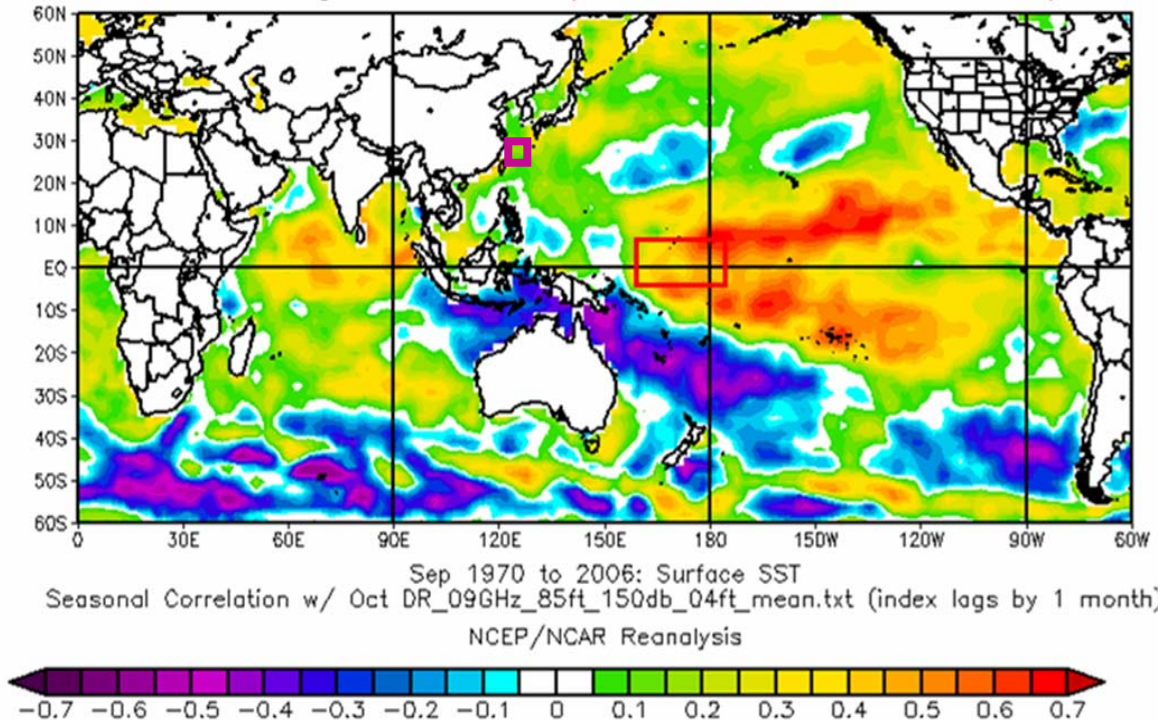 60N
50N
40N
30N
20N
10N
EQ
10S
20S
30S
40S
50S
60S
0 30E 60E 90E 120E 150E 180 150W 120W 90W 60W
Sep 1970 to 2006: Surface SST
Seasonal Correlation w/ Oct DR_09GHz_85ft_150db_04ft_mean.txt (index lags by 1 month)
NCEP/NCAR Reanalysis
-0.7 -0.6 -0.5 -0.4 -0.3 -0.2 -0.1 0 0.1 0.2 0.3 0.4 0.5 0.6 0.7